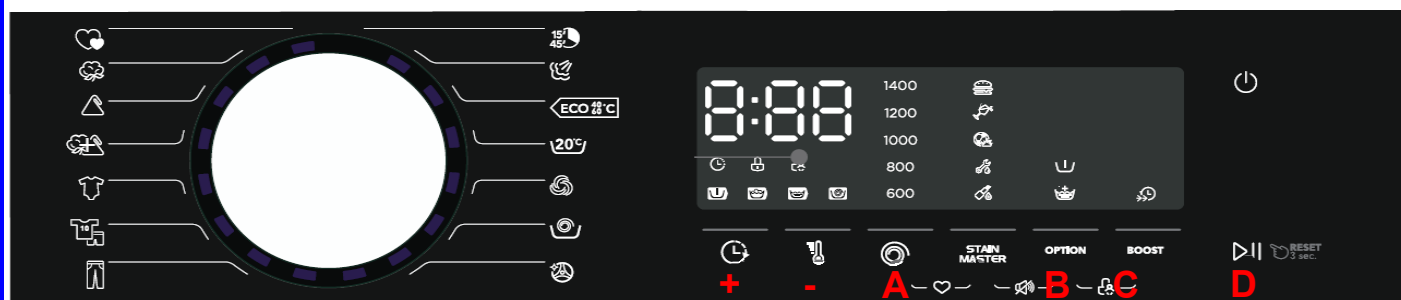 15'
45'
ECO 40 °C
60
20°C
10
8:88
1400
1200
1000
800
600
STAIN
MASTER
OPTION
BOOST
RESET
3 sec.
+
-
A
B
C
D